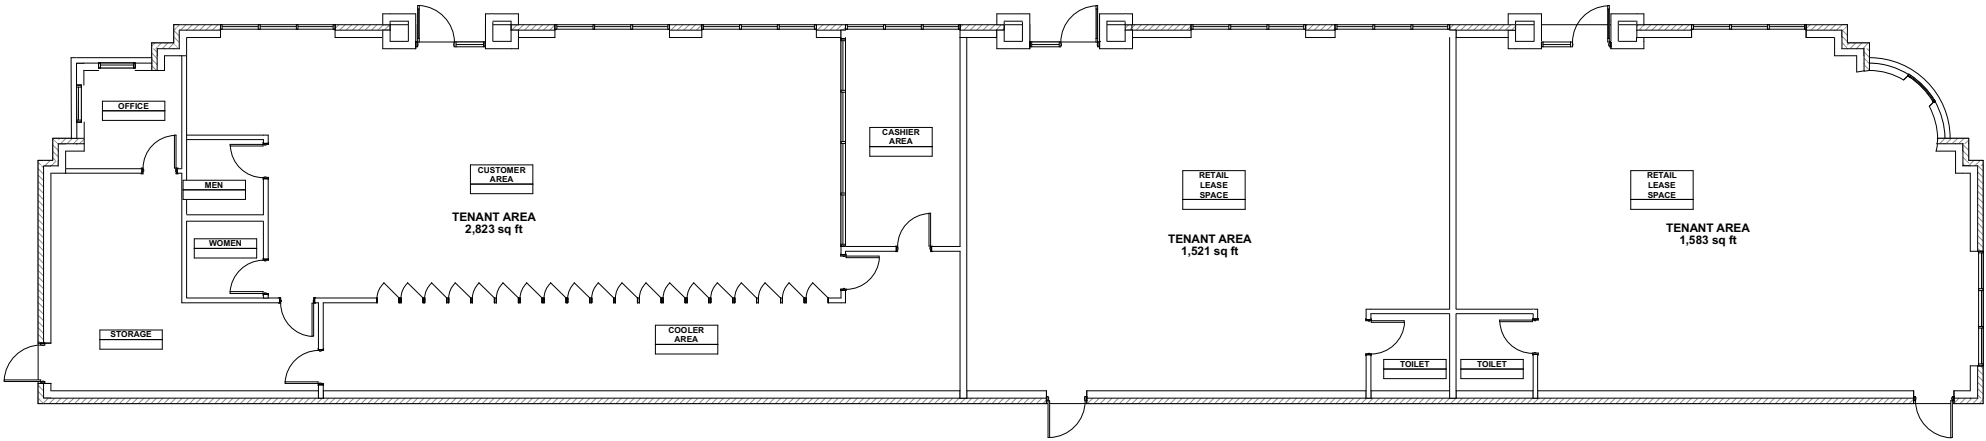 OFFICE
MEN
WOMEN
STORAGE
CUSTOMER
AREA
TENANT AREA
2,823 sq ft
CASHIER
AREA
COOLER
AREA
RETAIL
LEASE
SPACE
TENANT AREA
1,521 sq ft
TOILET
TOILET
RETAIL
LEASE
SPACE
TENANT AREA
1,583 sq ft